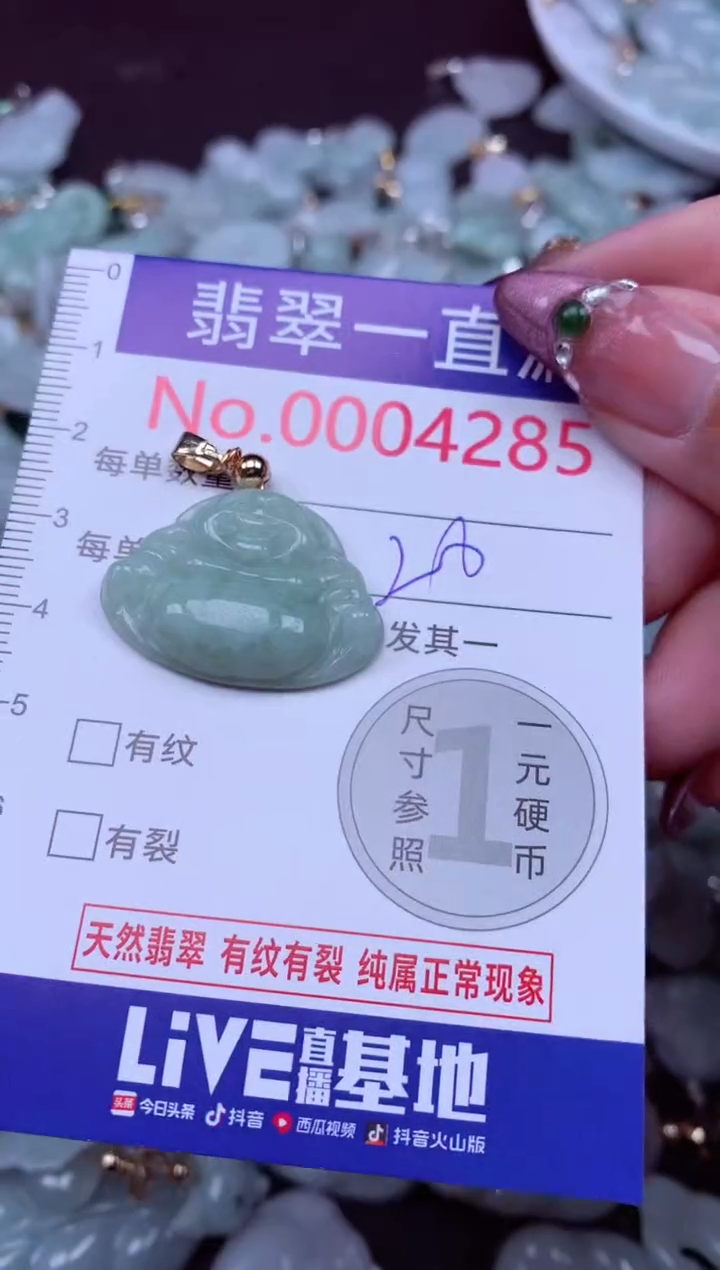 0
翡翠一直
1
No.0004285
2
每单数量
3
每单
4
发其一
5
有纹
有裂
尺寸参照
1
一元硬币
天然翡翠 有纹有裂 纯属正常现象
LiVE直播基地
头条 今日头条 抖音 西瓜视频 抖音火山版